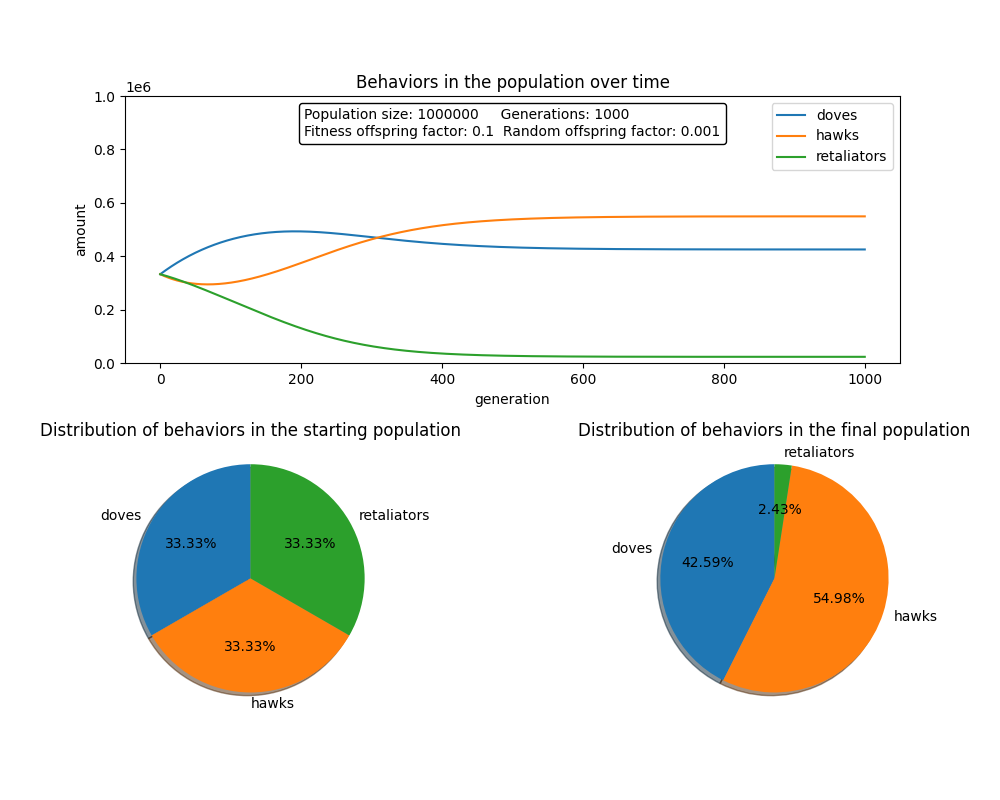 Behaviors in the population over time
1e6
1.0
0.8
0.6
0.4
0.2
0.0
amount
Population size: 1000000     Generations: 1000
Fitness offspring factor: 0.1  Random offspring factor: 0.001
doves
hawks
retaliators
0 200 400 600 800 1000
generation
Distribution of behaviors in the starting population
doves
33.33%
retaliators
33.33%
33.33%
hawks
Distribution of behaviors in the final population
retaliators
2.43%
doves
42.59%
54.98%
hawks